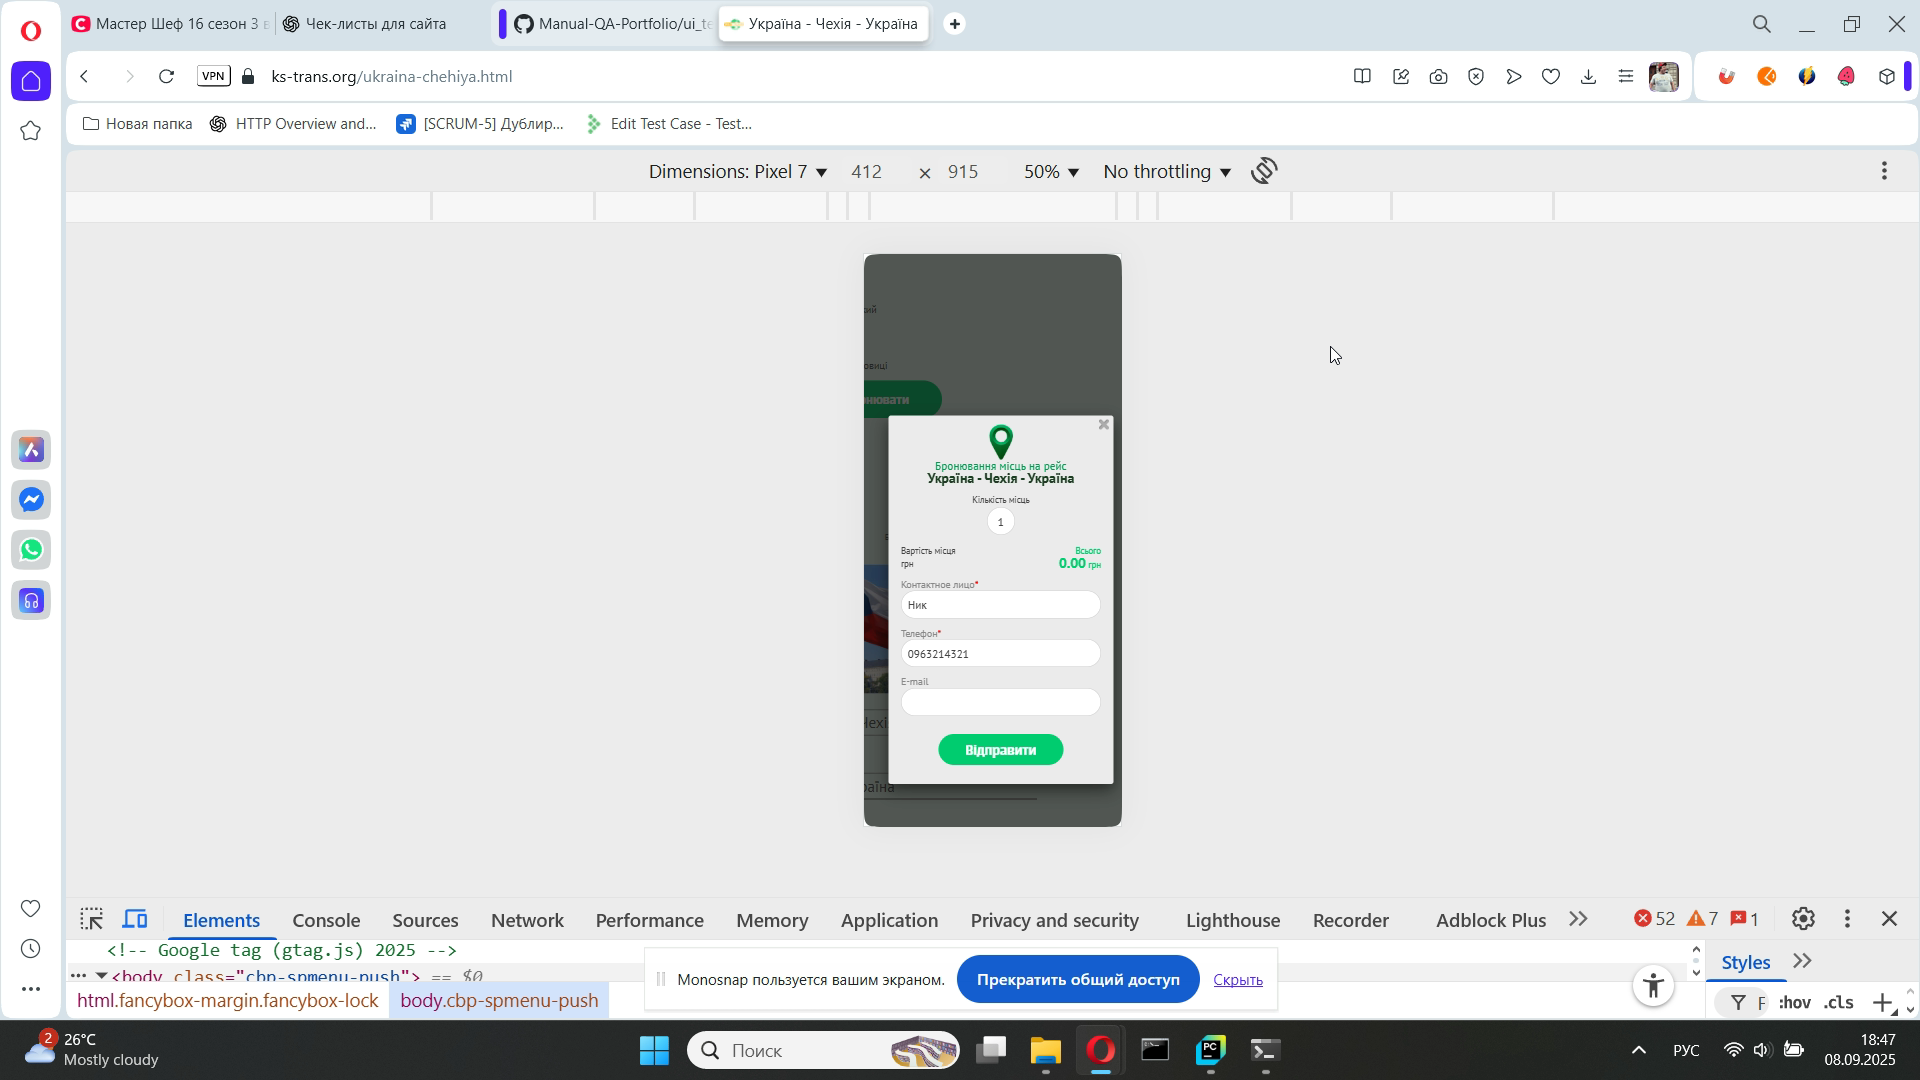 Мастер Шеф 16 сезон 3 в
Чек-листы для сайта
Manual-QA-Portfolio/ui_te
Україна - Чехія - Україна
VPN
ks-trans.org/ukraina-chehiya.html
Новая папка
HTTP Overview and...
[SCRUM-5] Дублир...
Edit Test Case - Test...
Dimensions: Pixel 7 ▼ 412 × 915 50% ▼ No throttling ▼
Бронювання місць на рейс
Україна - Чехія - Україна
Кількість місць
1
Вартість місця
грн
Всього
0.00 грн
Контактное лицо*
Ник
Телефон*
0963214321
E-mail
Відправити
Elements Console Sources Network Performance Memory Application Privacy and security Lighthouse Recorder Adblock Plus 52 7 1
<!-- Google tag (gtag.js) 2025 -->
<body class="cbp-spmenu-push"> == $0
Styles
Monosnap пользуется вашим экраном.
Прекратить общий доступ
Скрыть
html.fancybox-margin.fancybox-lock body.cbp-spmenu-push
F :hov .cls
2
26°C
Mostly cloudy
Поиск
PC
РУС
18:47
08.09.2025